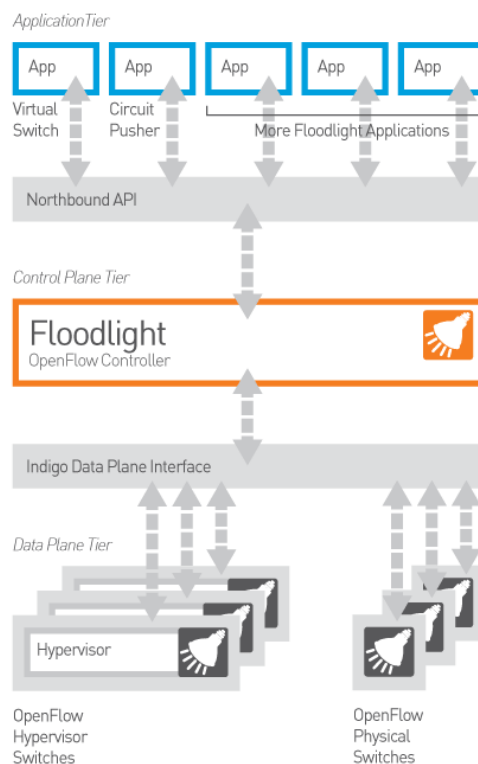 ApplicationTier
App
App
App
App
App
Virtual
Switch
Circuit
Pusher
More Floodlight Applications
Northbound API
Control Plane Tier
Floodlight
OpenFlow Controller
Indigo Data Plane Interface
Data Plane Tier
Hypervisor
OpenFlow
Hypervisor
Switches
OpenFlow
Physical
Switches